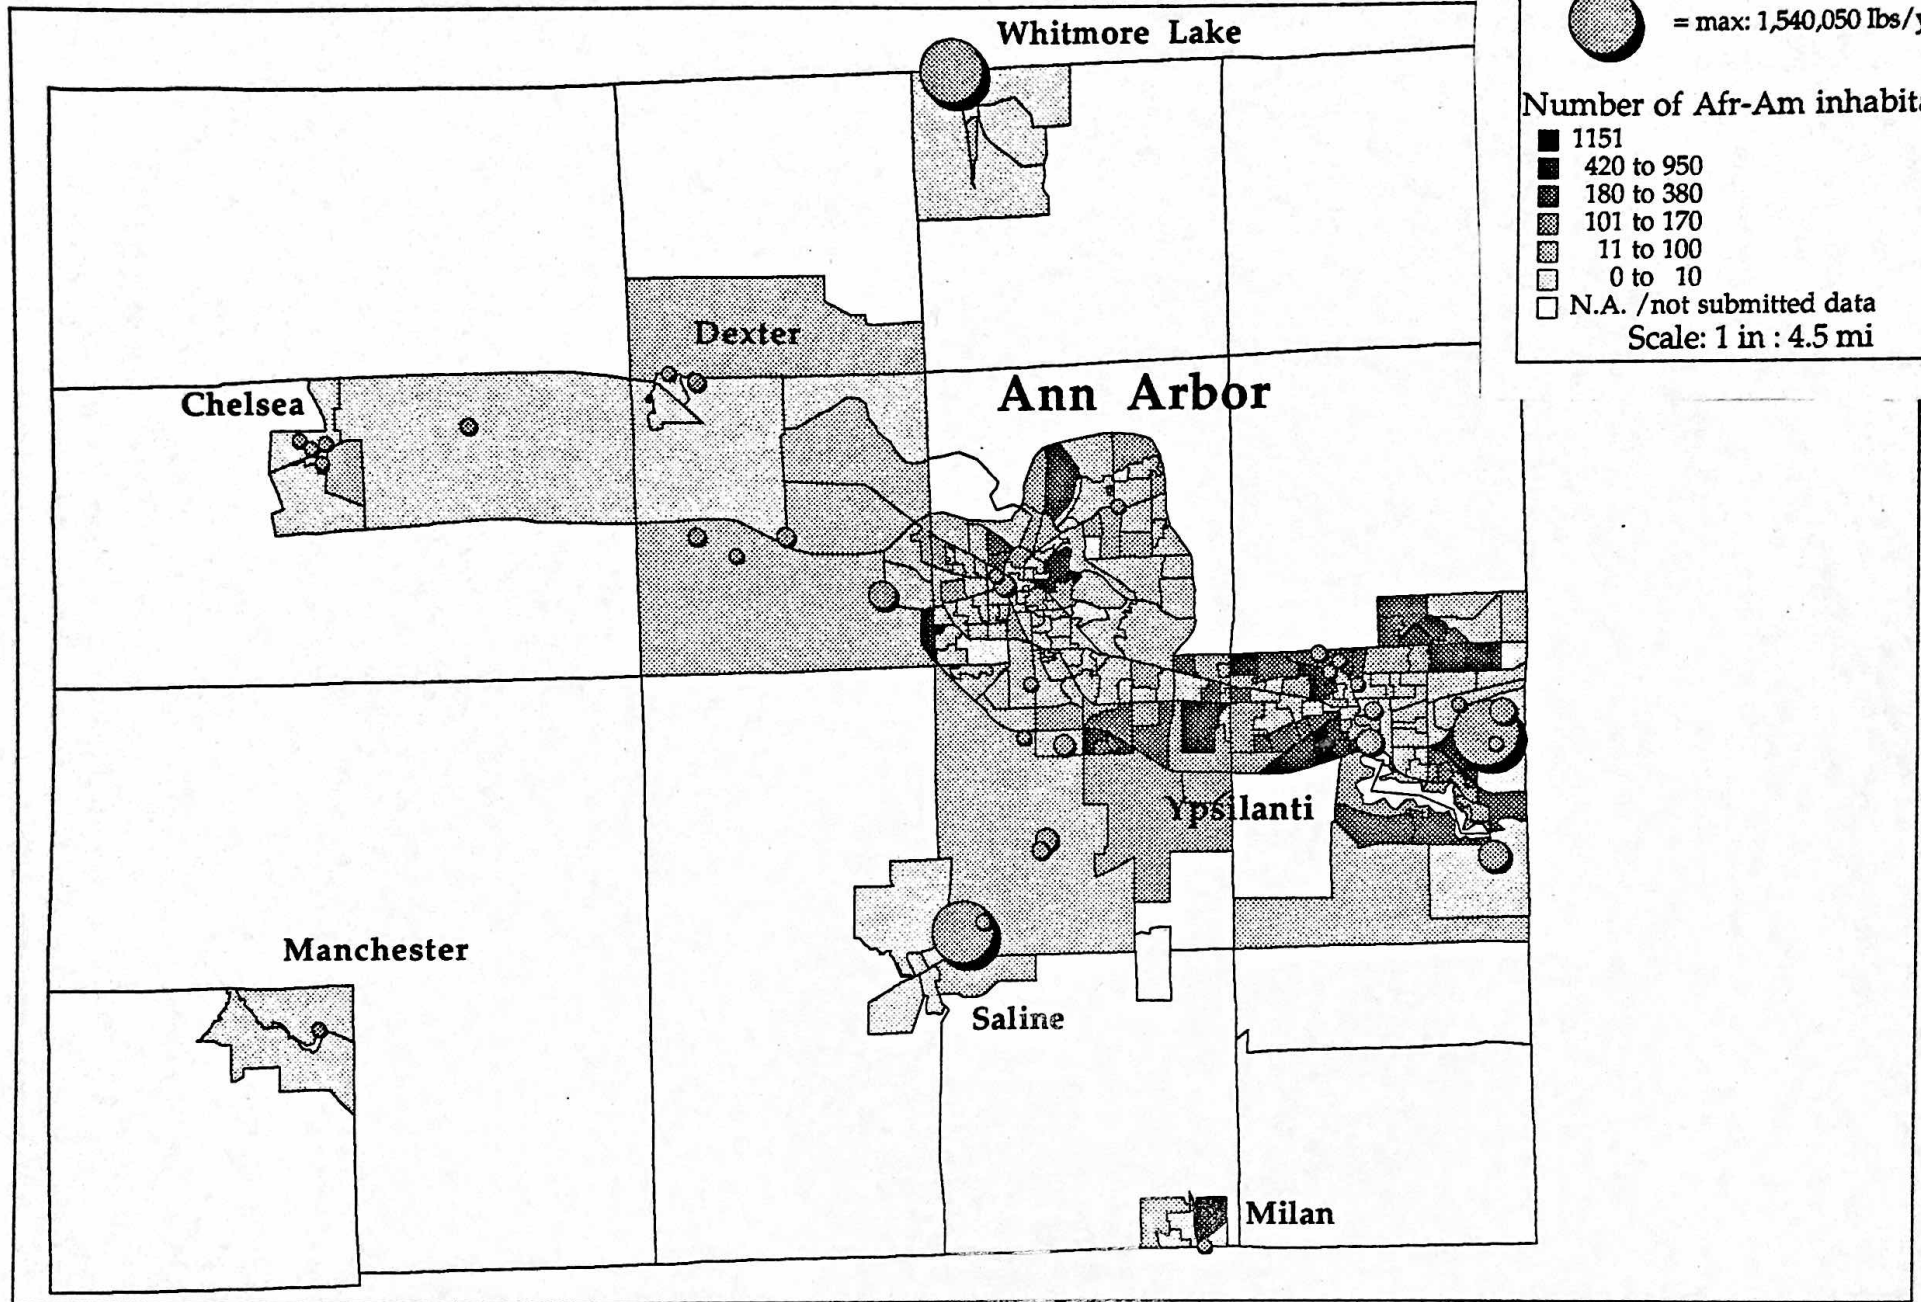 Whitmore Lake
= max: 1,540,050 lbs/y
Number of Afr-Am inhabita
1151
420 to 950
180 to 380
101 to 170
11 to 100
0 to 10
N.A. /not submitted data
Scale: 1 in : 4.5 mi
Dexter
Chelsea
Ann Arbor
Ypsilanti
Manchester
Saline
Milan